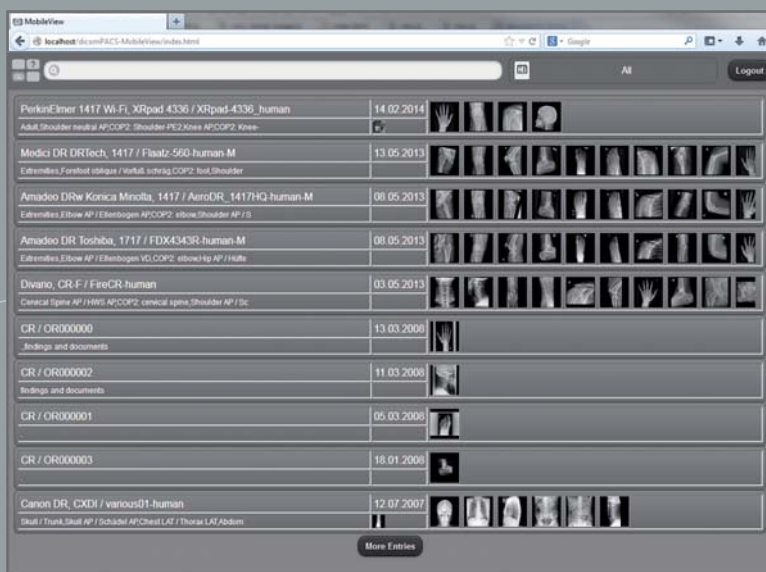 MobileView
localhost/dicomPACS-MobileView/index.html
Google
All
Logout
PerkinElmer 1417 Wi-Fi, XRpad 4336 / XRpad-4336_human
14.02.2014
Adult,Shoulder neutral AP,COP2: Shoulder-PE2,Knee AP,COP2: Knee-
Medici DR DRTech, 1417 / Flaatz-560-human-M
13.05.2013
Extremities,Forefoot oblique / Vorfuß schräg,COP2: foot,Shoulder
Amadeo DRw Konica Minolta, 1417 / AeroDR_1417HQ-human-M
08.05.2013
Extremities,Elbow AP / Ellenbogen AP,COP2: elbow,Shoulder AP / S
Amadeo DR Toshiba, 1717 / FDX4343R-human-M
08.05.2013
Extremities,Elbow AP / Ellenbogen VD,COP2: elbow,Hip AP / Hüfte
Divano, CR-F / FireCR-human
03.05.2013
Cervical Spine AP / HWS AP,COP2: cervical spine,Shoulder AP / Sc
CR / OR000000
13.03.2008
,findings and documents
CR / OR000002
11.03.2008
findings and documents
CR / OR000001
05.03.2008
CR / OR000003
18.01.2008
Canon DR, CXDI / various01-human
12.07.2007
Skull / Trunk,Skull AP / Schädel AP,Chest LAT / Thorax LAT,Abdom
More Entries